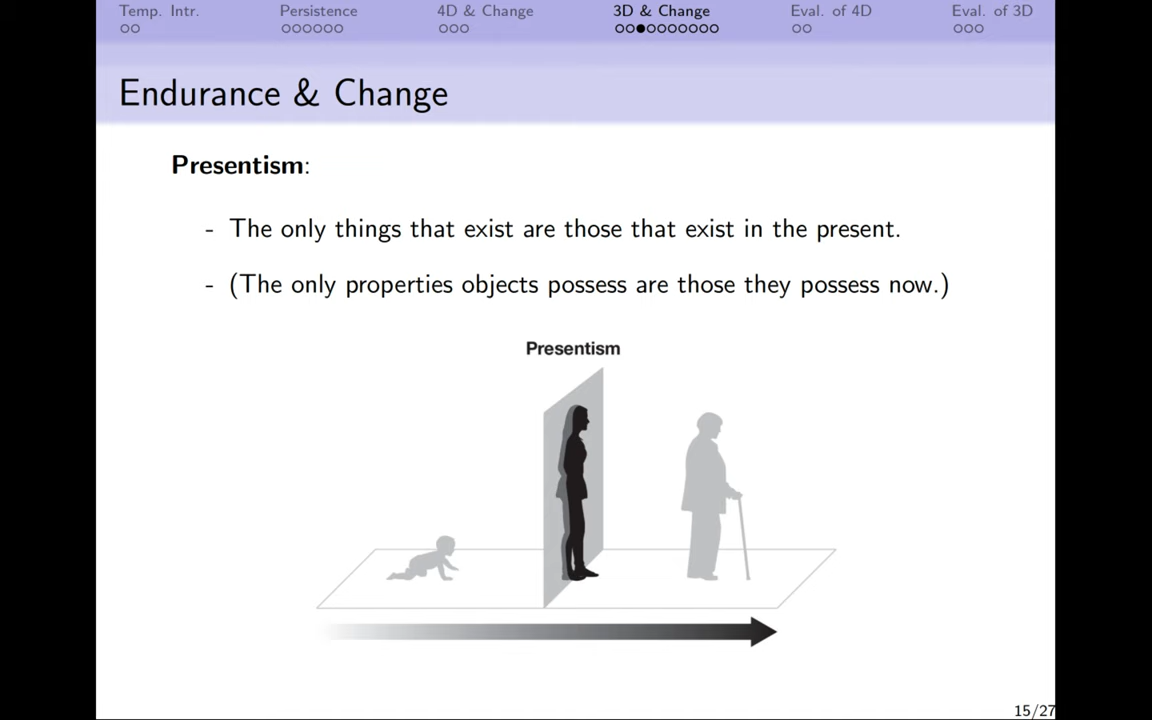 Temp. Intr. Persistence 4D & Change 3D & Change Eval. of 4D Eval. of 3D
Endurance & Change
Presentism:
- The only things that exist are those that exist in the present.
- (The only properties objects possess are those they possess now.)
Presentism
15/27